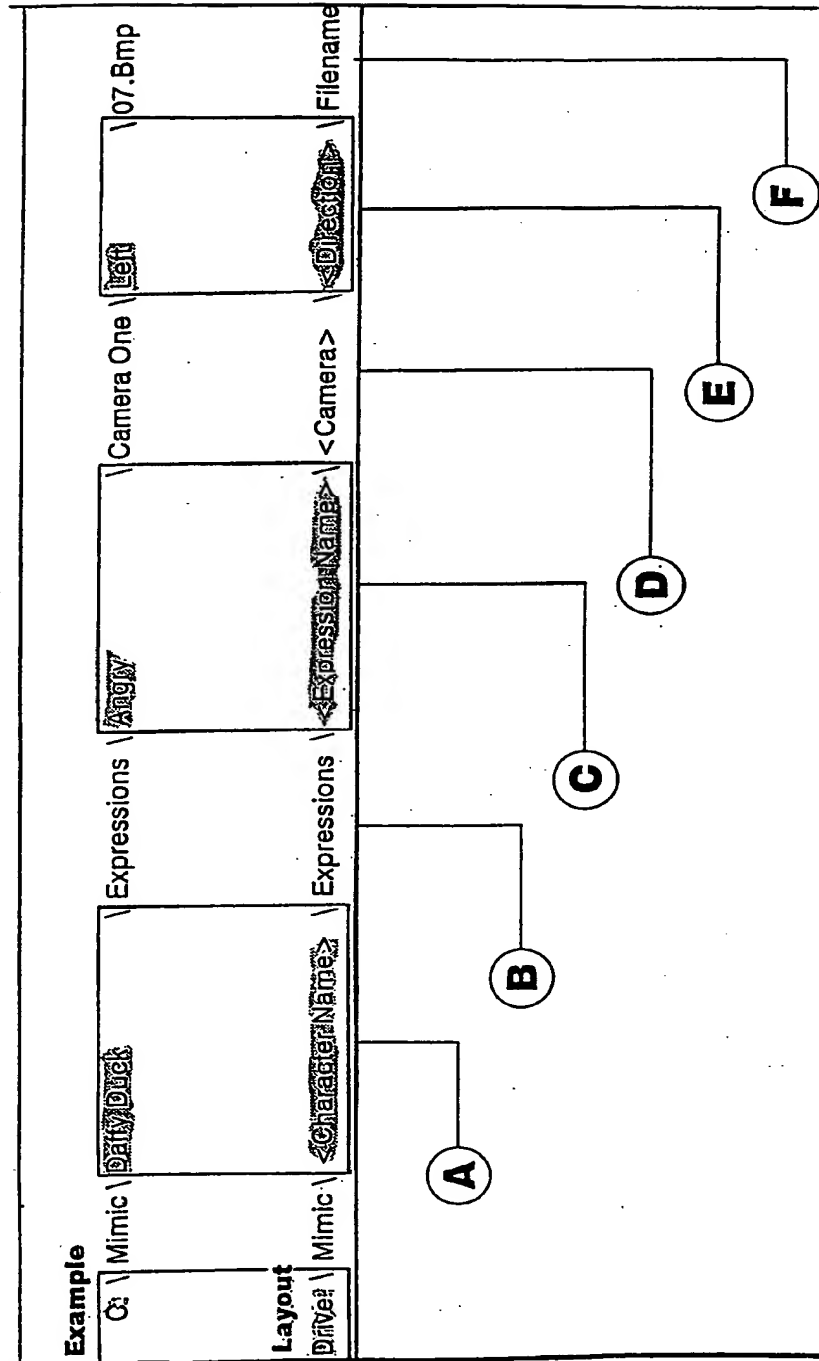 Example
C: \ Mimic \ Daffy Duck \ Expressions \ Angry \ Camera One \ Left \ 07.Bmp
Layout
Drive: \ Mimic \ <Character Name> \ Expressions \ <Expression Name> \ <Camera> \ <Direction> \ Filename
A
B
C
D
E
F